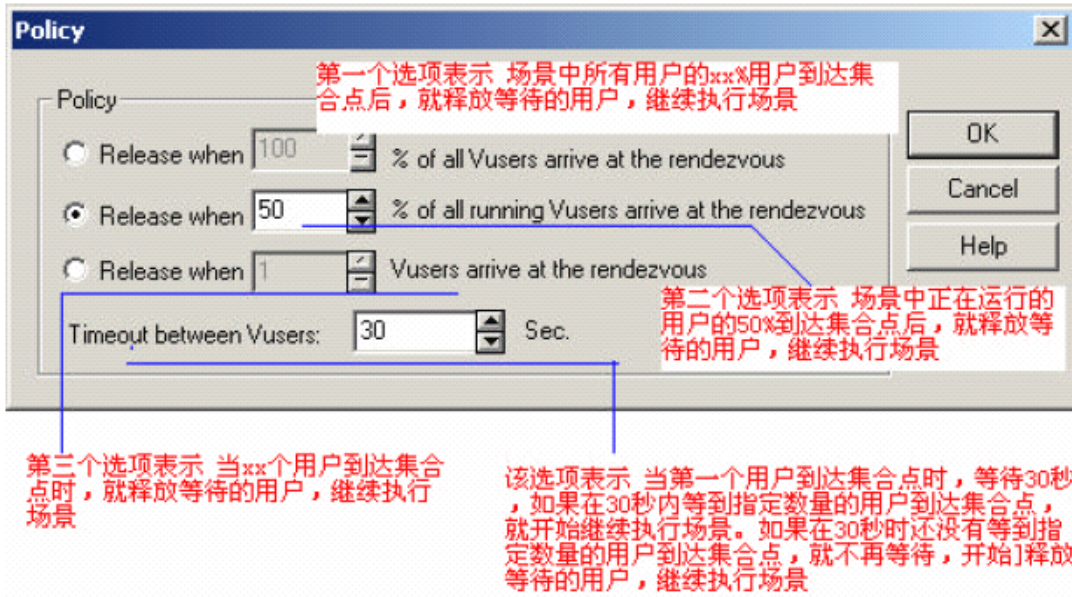 Policy
第一个选项表示 场景中所有用户的xx%用户到达集
合点后，就释放等待的用户，继续执行场景
Policy
Release when 100 % of all Vusers arrive at the rendezvous
Release when 50 % of all running Vusers arrive at the rendezvous
Release when 1 Vusers arrive at the rendezvous
Timeout between Vusers: 30 Sec.
OK
Cancel
Help
第二个选项表示 场景中正在运行的
用户的50%到达集合点后，就释放等
待的用户，继续执行场景
第三个选项表示 当xx个用户到达集合
点时，就释放等待的用户，继续执行
场景
该选项表示 当第一个用户到达集合点时，等待30秒
，如果在30秒内等到指定数量的用户到达集合点，
就开始继续执行场景。如果在30秒时还没有等到指
定数量的用户到达集合点，就不再等待，开始]释放
等待的用户，继续执行场景